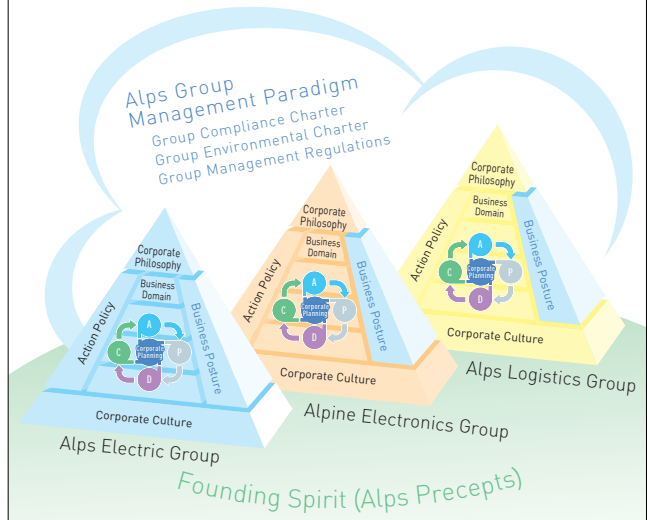 Alps Group
Management Paradigm
Group Compliance Charter
Group Environmental Charter
Group Management Regulations
Corporate
Philosophy
Business
Domain
Action Policy
Business Posture
A
C
Corporate
Planning
P
D
Corporate Culture
Alps Electric Group
Corporate
Philosophy
Business
Domain
Action Policy
Business Posture
A
C
Corporate
Planning
P
D
Corporate Culture
Alpine Electronics Group
Corporate
Philosophy
Business
Domain
Action Policy
Business Posture
A
C
Corporate
Planning
P
D
Corporate Culture
Alps Logistics Group
Founding Spirit (Alps Precepts)